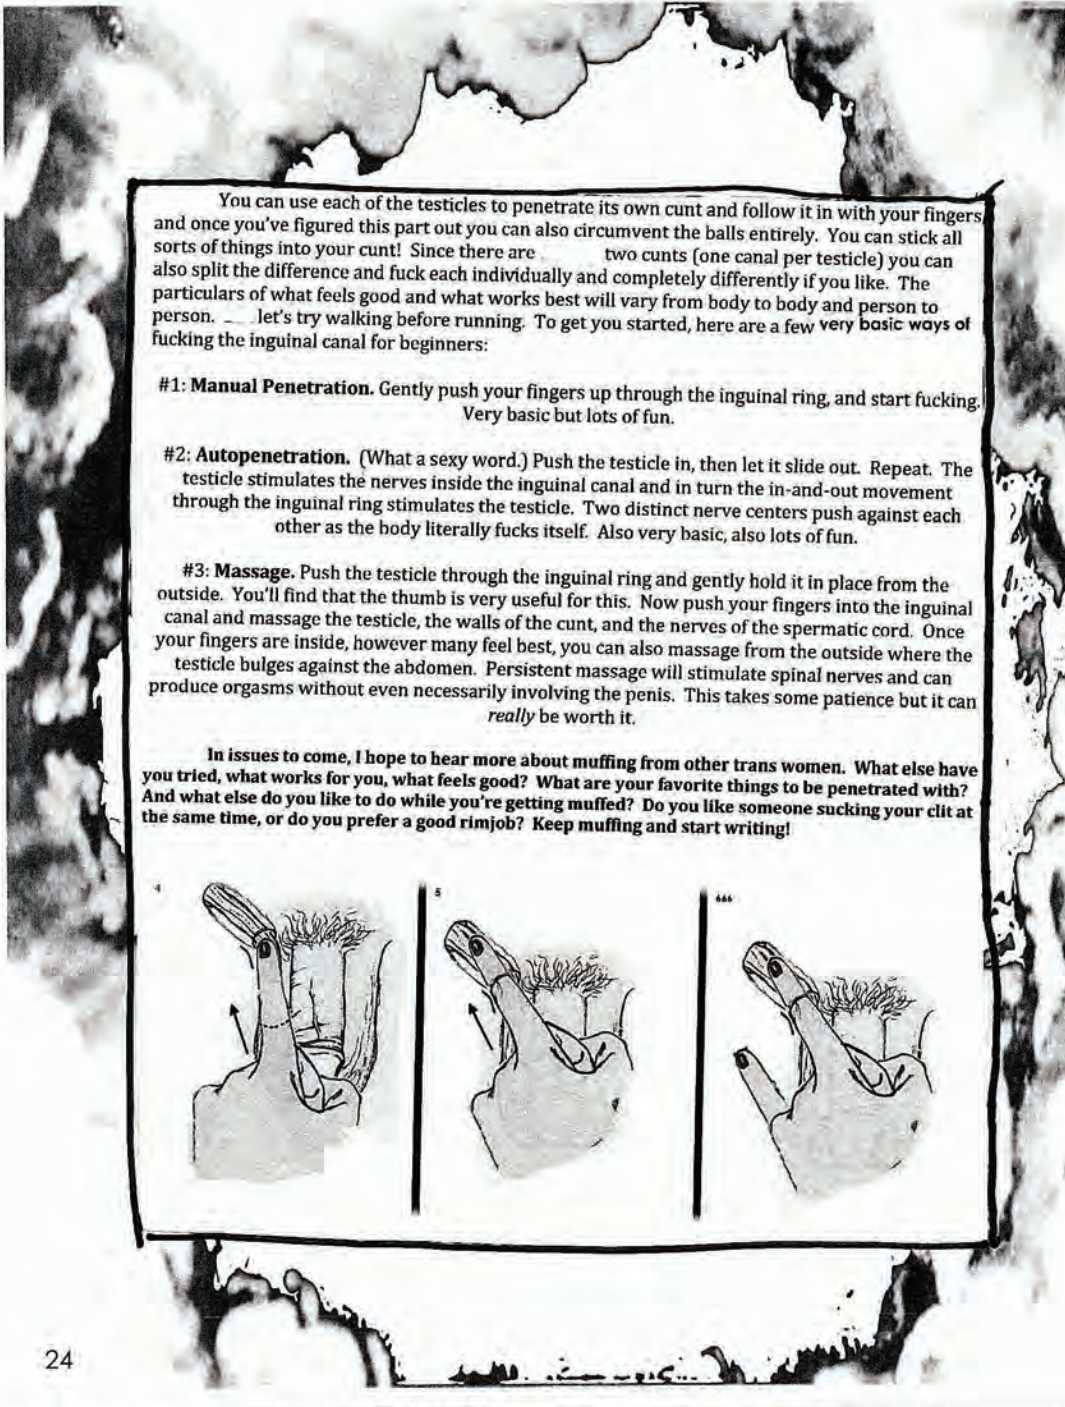 You can use each of the testicles to penetrate its own cunt and follow it in with your fingers,
and once you've figured this part out you can also circumvent the balls entirely. You can stick all
sorts of things into your cunt! Since there are two cunts (one canal per testicle) you can
also split the difference and fuck each individually and completely differently if you like. The
particulars of what feels good and what works best will vary from body to body and person to
person. let's try walking before running. To get you started, here are a few very basic ways of
fucking the inguinal canal for beginners:
#1: Manual Penetration. Gently push your fingers up through the inguinal ring, and start fucking.
Very basic but lots of fun.
#2: Autopenetration. (What a sexy word.) Push the testicle in, then let it slide out. Repeat. The
testicle stimulates the nerves inside the inguinal canal and in turn the in-and-out movement
through the inguinal ring stimulates the testicle. Two distinct nerve centers push against each
other as the body literally fucks itself. Also very basic, also lots of fun.
#3: Massage. Push the testicle through the inguinal ring and gently hold it in place from the
outside. You'll find that the thumb is very useful for this. Now push your fingers into the inguinal
canal and massage the testicle, the walls of the cunt, and the nerves of the spermatic cord. Once
your fingers are inside, however many feel best, you can also massage from the outside where the
testicle bulges against the abdomen. Persistent massage will stimulate spinal nerves and can
produce orgasms without even necessarily involving the penis. This takes some patience but it can
really be worth it.
In issues to come, I hope to hear more about muffing from other trans women. What else have
you tried, what works for you, what feels good? What are your favorite things to be penetrated with?
And what else do you like to do while you're getting muffed? Do you like someone sucking your clit at
the same time, or do you prefer a good rimjob? Keep muffing and start writing!
4
5
666
24